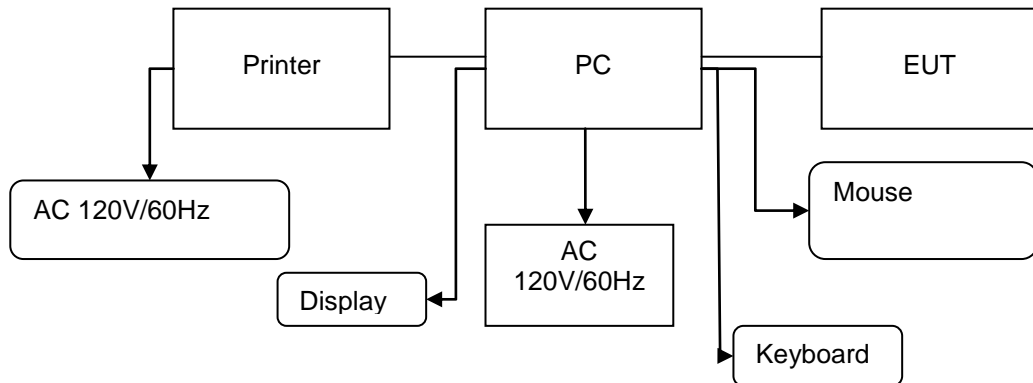 Printer
PC
EUT
AC 120V/60Hz
Mouse
AC
120V/60Hz
Display
Keyboard